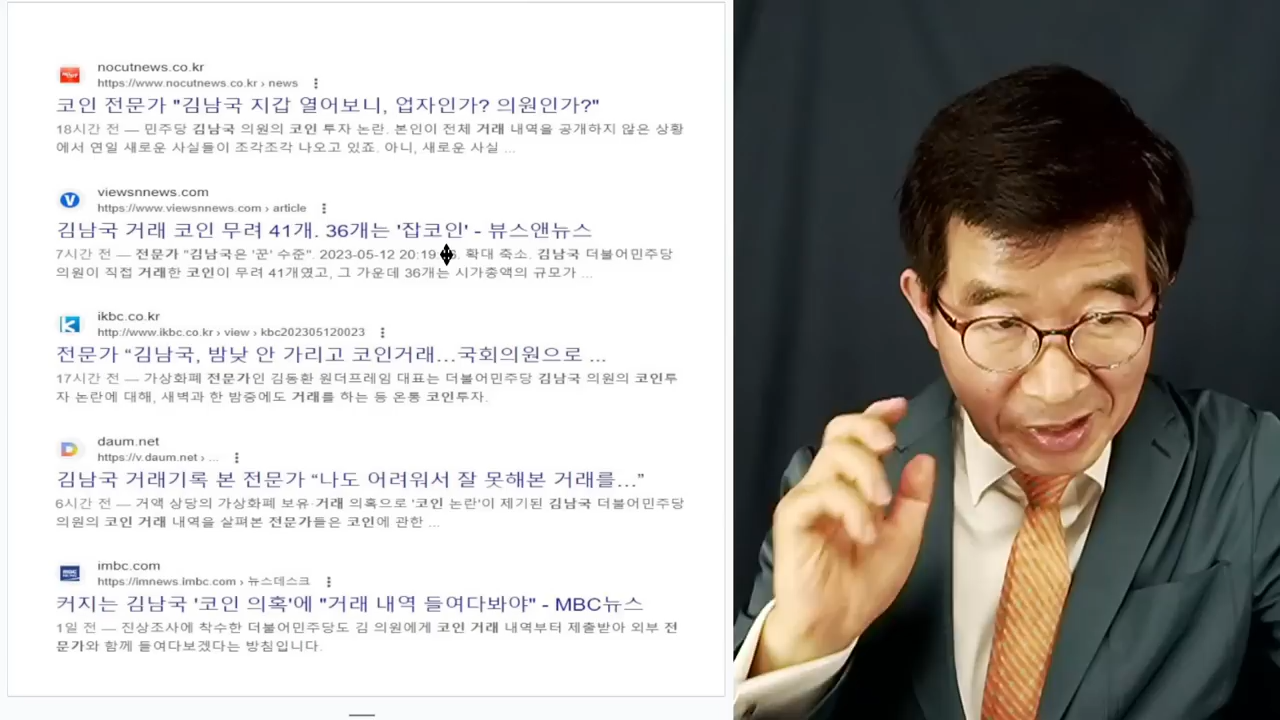 nocutnews.co.kr
https://www.nocutnews.co.kr › news
코인 전문가 "김남국 지갑 열어보니, 업자인가? 의원인가?"
18시간 전 — 민주당 김남국 의원의 코인 투자 논란. 본인이 전체 거래 내역을 공개하지 않은 상황
에서 연일 새로운 사실들이 조각조각 나오고 있죠. 아니, 새로운 사실 ...
viewsnnews.com
https://www.viewsnnews.com › article
김남국 거래 코인 무려 41개. 36개는 '잡코인' - 뷰스앤뉴스
7시간 전 — 전문가 "김남국은 '꾼' 수준". 2023-05-12 20:19 확대 축소. 김남국 더불어민주당
의원이 직접 거래한 코인이 무려 41개였고, 그 가운데 36개는 시가총액의 규모가 ...
ikbc.co.kr
http://www.ikbc.co.kr › view › kbc202305120023
전문가 “김남국, 밤낮 안 가리고 코인거래…국회의원으로 ...
17시간 전 — 가상화폐 전문가인 김동환 원더프레임 대표는 더불어민주당 김남국 의원의 코인투
자 논란에 대해, 새벽과 한 밤중에도 거래를 하는 등 온통 코인투자.
daum.net
https://v.daum.net › ...
김남국 거래기록 본 전문가 “나도 어려워서 잘 못해본 거래를…”
6시간 전 — 거액 상당의 가상화폐 보유·거래 의혹으로 '코인 논란'이 제기된 김남국 더불어민주당
의원의 코인 거래 내역을 살펴본 전문가들은 코인에 관한 ...
imbc.com
https://imnews.imbc.com › 뉴스데스크
커지는 김남국 '코인 의혹'에 "거래 내역 들여다봐야" - MBC뉴스
1일 전 — 진상조사에 착수한 더불어민주당도 김 의원에게 코인 거래 내역부터 제출받아 외부 전
문가와 함께 들여다보겠다는 방침입니다.